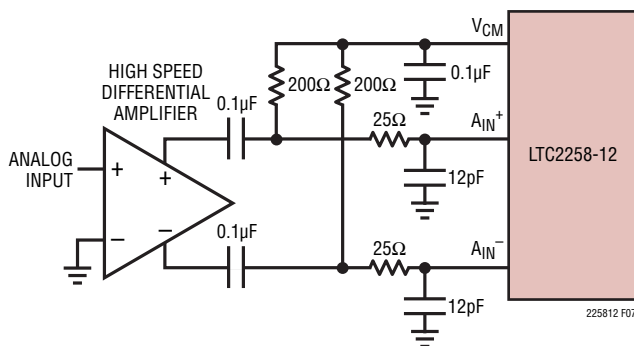 V_CM
HIGH SPEED
DIFFERENTIAL
AMPLIFIER
0.1µF
200Ω
200Ω
0.1µF
25Ω
A_IN^+
ANALOG
INPUT
+
+
−
−
12pF
LTC2258-12
0.1µF
25Ω
A_IN^−
12pF
225812 F07